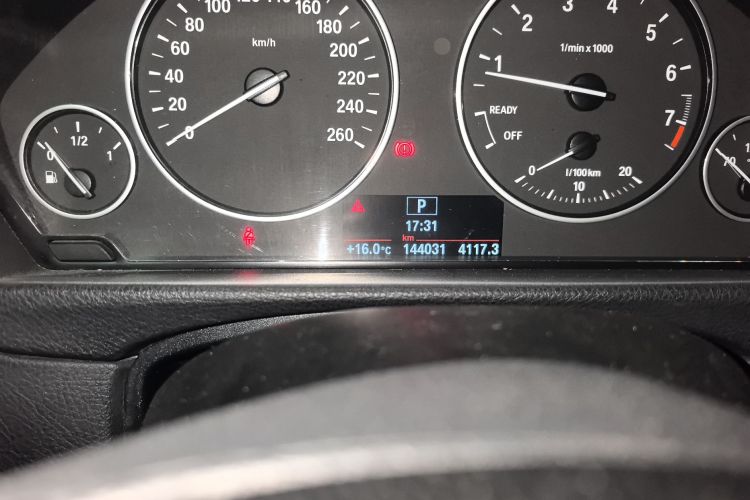 100 120 140 160
80 km/h 180
60 200
40 220
20 240
0 260
0 1/2 1
2 3 4 5
1 1/min x 1000 6
READY 7
OFF
0 l/100km 20
10
P
17:31
km
+16.0°C 144031 4117.3